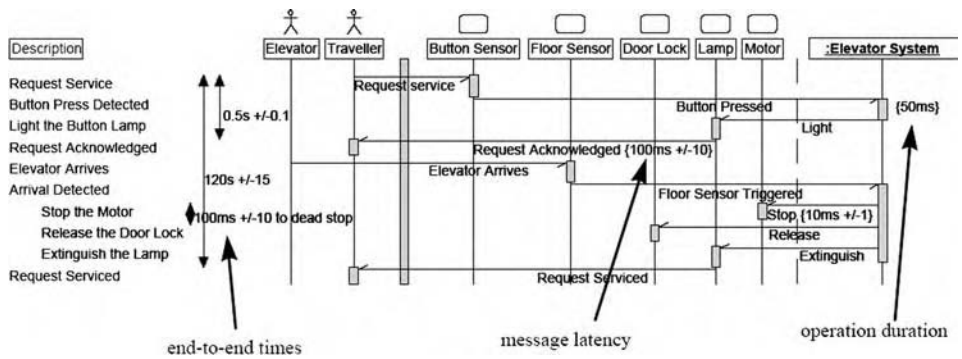 Description
Elevator
Traveller
Button Sensor
Floor Sensor
Door Lock
Lamp
Motor
:Elevator System
Request Service
Button Press Detected
Light the Button Lamp
Request Acknowledged
Elevator Arrives
Arrival Detected
Stop the Motor
Release the Door Lock
Extinguish the Lamp
Request Serviced
0.5s +/-0.1
120s +/-15
100ms +/-10 to dead stop
Request service
Button Pressed
{50ms}
Light
Request Acknowledged {100ms +/-10}
Elevator Arrives
Floor Sensor Triggered
Stop {10ms +/-1}
Release
Extinguish
Request Serviced
end-to-end times
message latency
operation duration